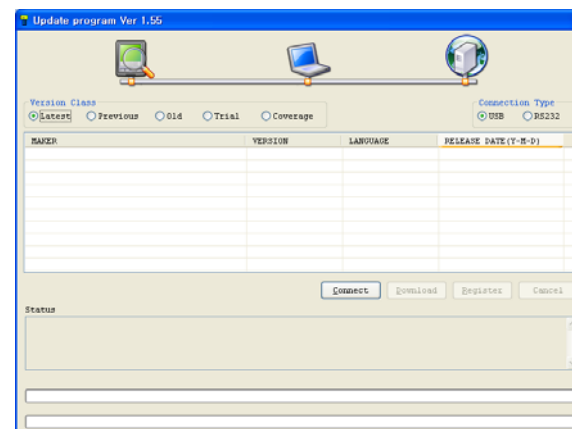 Update program Ver 1.55
Version Class
Latest Previous Old Trial Coverage
Connection Type
USB RS232
MAKER VERSION LANGUAGE RELEASE DATE(Y-M-D)
Connect Download Register Cancel
Status